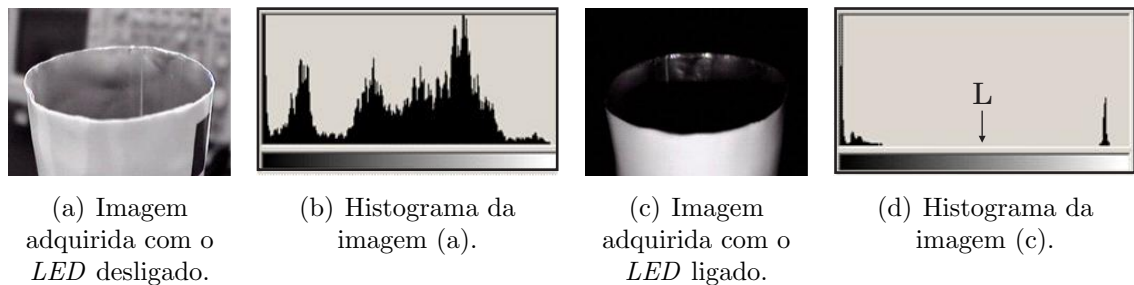 L
(a) Imagem
adquirida com o
LED desligado.
(b) Histograma da
imagem (a).
(c) Imagem
adquirida com o
LED ligado.
(d) Histograma da
imagem (c).